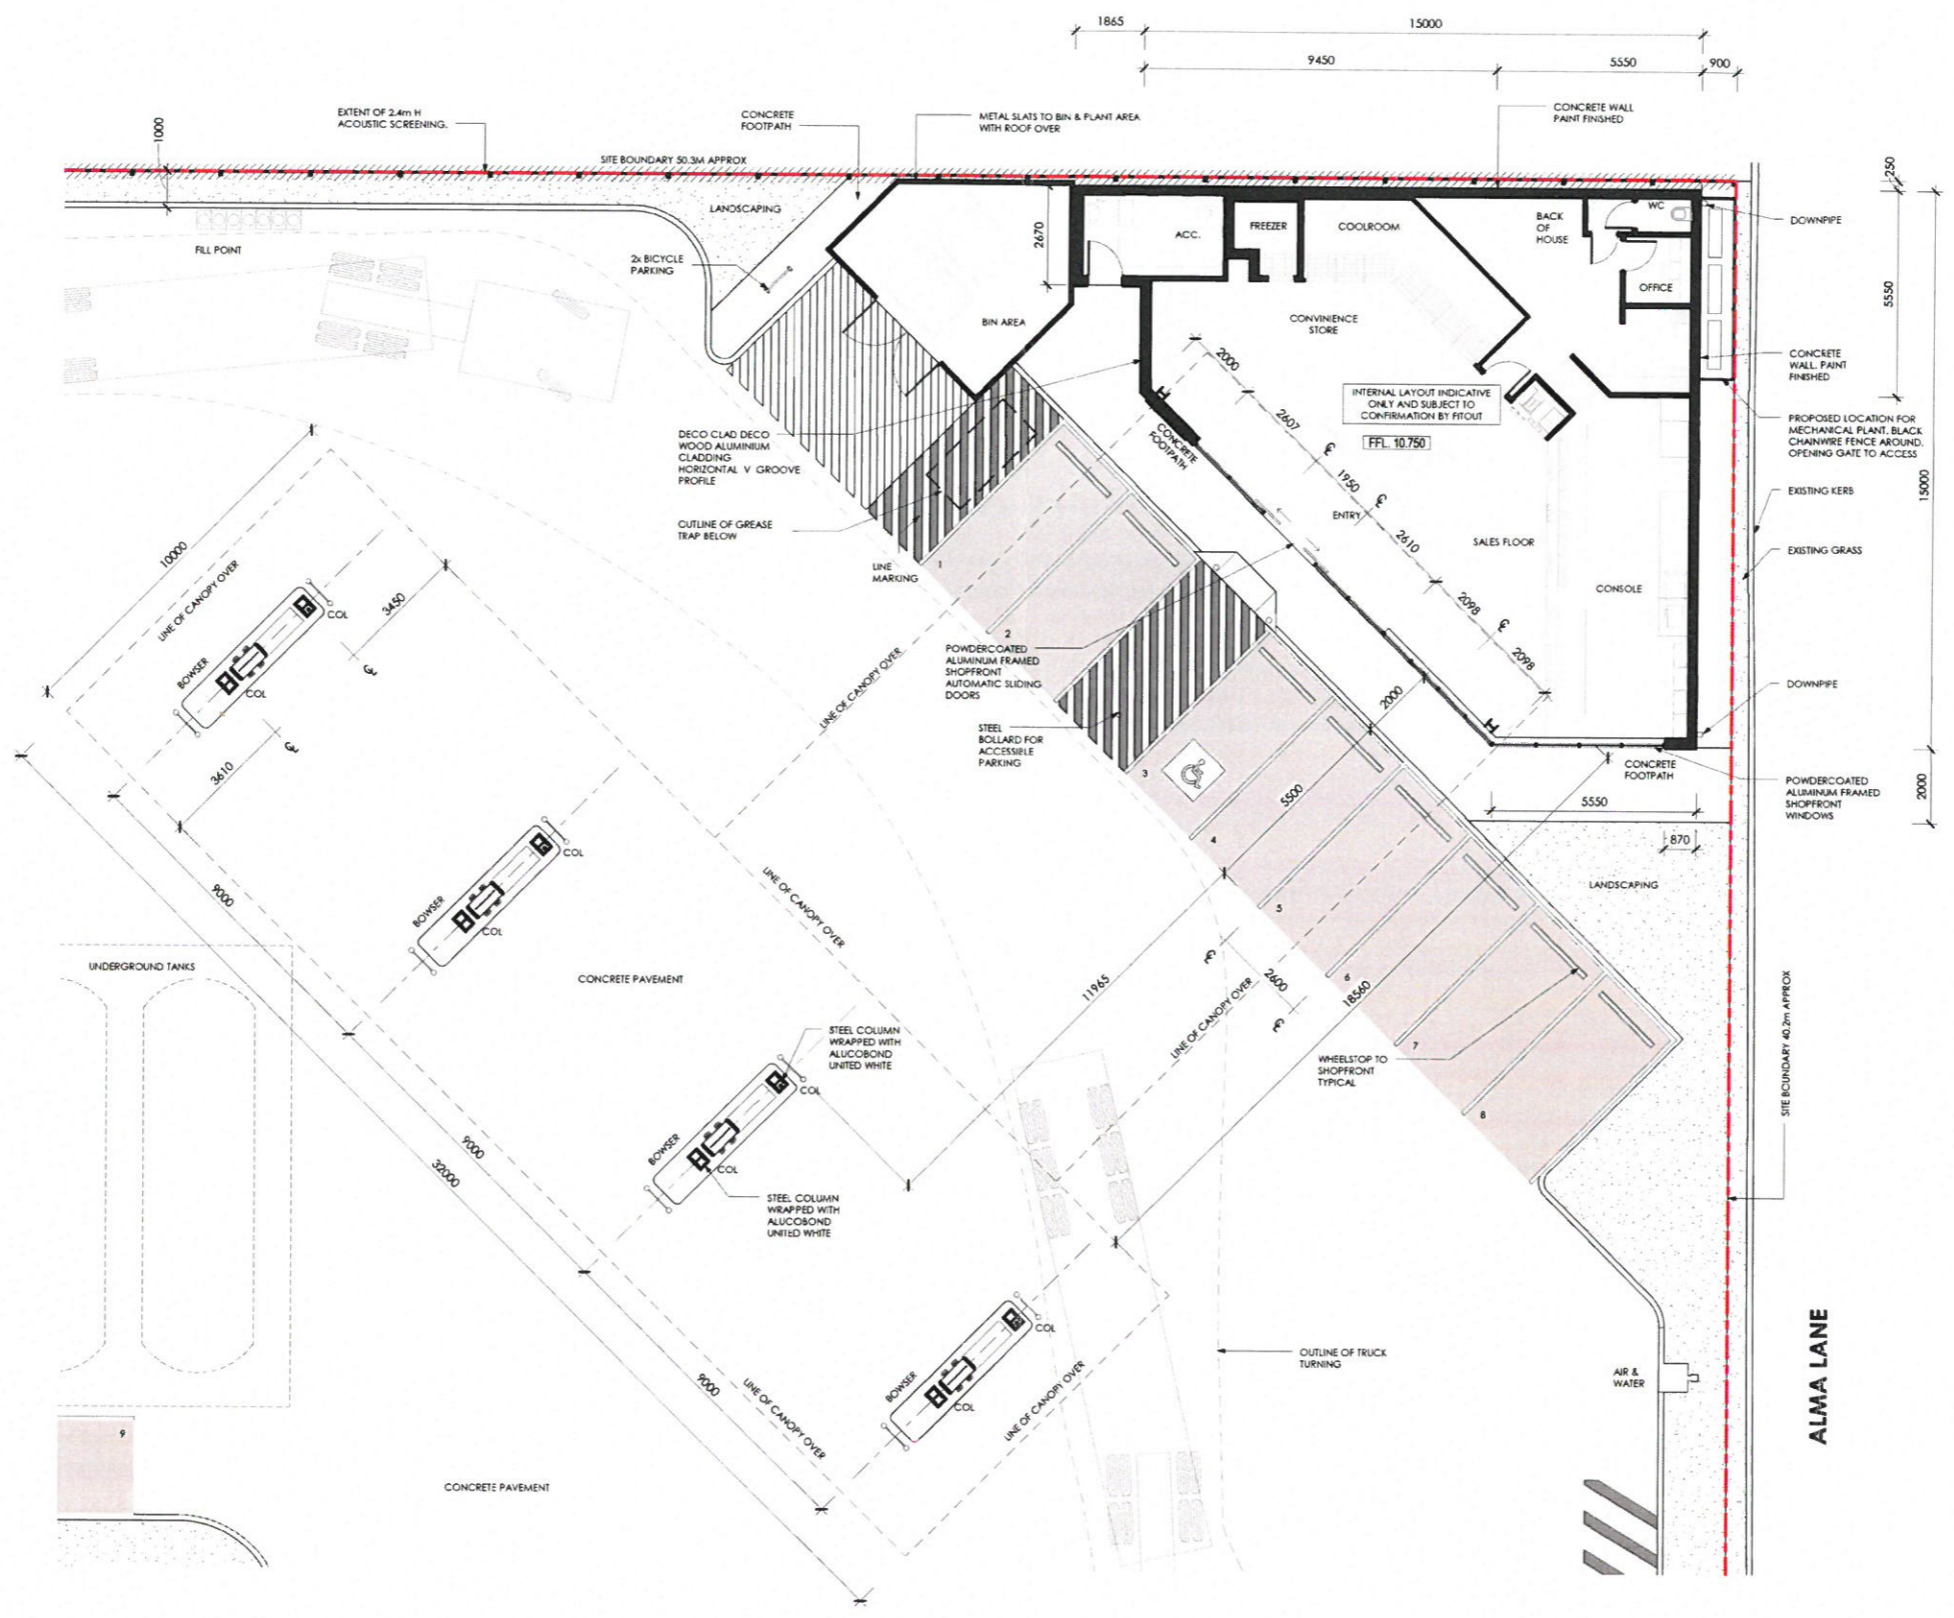 1865
15000
9450
5550
900
EXTENT OF 2.4m H
ACOUSTIC SCREENING.
CONCRETE
FOOTPATH
METAL SLATS TO BIN & PLANT AREA
WITH ROOF OVER
CONCRETE WALL
PAINT FINISHED
1000
SITE BOUNDARY 50.3M APPROX
250
LANDSCAPING
FILL POINT
2x BICYCLE
PARKING
2670
ACC.
FREEZER
COOLROOM
BACK
OF
HOUSE
WC
OFFICE
DOWNPIPE
5550
BIN AREA
CONVINIENCE
STORE
2000
2607
1950
2610
2098
2098
INTERNAL LAYOUT INDICATIVE
ONLY AND SUBJECT TO
CONFIRMATION BY FITOUT
FFL. 10.750
CONCRETE
WALL. PAINT
FINISHED
PROPOSED LOCATION FOR
MECHANICAL PLANT. BLACK
CHAINWIRE FENCE AROUND.
OPENING GATE TO ACCESS
15000
DECO CLAD DECO
WOOD ALUMINIUM
CLADDING
HORIZONTAL V GROOVE
PROFILE
CONCRETE
FOOTPATH
EXISTING KERB
ENTRY
SALES FLOOR
EXISTING GRASS
OUTLINE OF GREASE
TRAP BELOW
LINE
MARKING
CONSOLE
10000
LINE OF CANOPY OVER
3450
COL
BOWSER
COL
3610
1
2
POWDERCOATED
ALUMINUM FRAMED
SHOPFRONT
AUTOMATIC SLIDING
DOORS
LINE OF CANOPY OVER
2000
DOWNPIPE
STEEL
BOLLARD FOR
ACCESSIBLE
PARKING
3
CONCRETE
FOOTPATH
5550
870
POWDERCOATED
ALUMINUM FRAMED
SHOPFRONT
WINDOWS
2000
5500
4
5
6
7
8
LANDSCAPING
9000
BOWSER
COL
COL
LINE OF CANOPY OVER
UNDERGROUND TANKS
CONCRETE PAVEMENT
11965
2600
18560
LINE OF CANOPY OVER
STEEL COLUMN
WRAPPED WITH
ALUCOBOND
UNITED WHITE
WHEELSTOP TO
SHOPFRONT
TYPICAL
SITE BOUNDARY 40.2m APPROX
9000
32000
BOWSER
COL
COL
STEEL COLUMN
WRAPPED WITH
ALUCOBOND
UNITED WHITE
BOWSER
COL
COL
9000
LINE OF CANOPY OVER
LINE OF CANOPY OVER
OUTLINE OF TRUCK
TURNING
AIR &
WATER
ALMA LANE
9
CONCRETE PAVEMENT